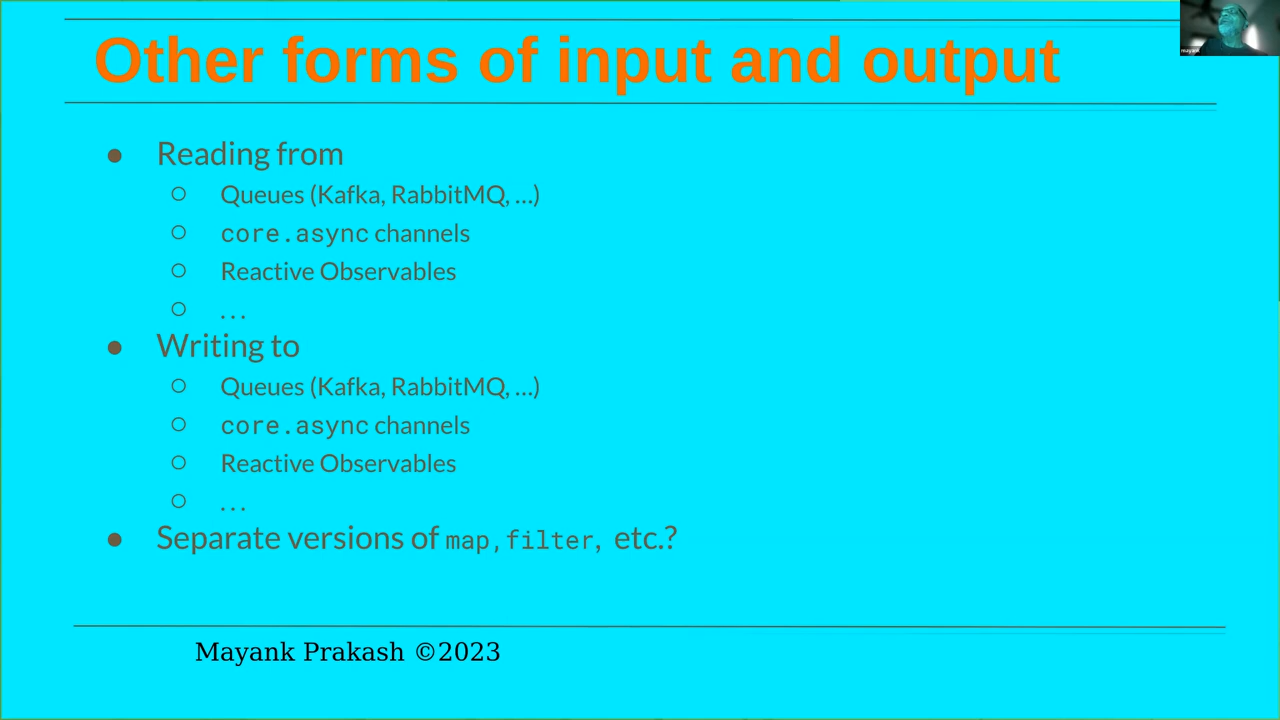 Other forms of input and output
mayank
● Reading from
○ Queues (Kafka, RabbitMQ, ...)
○ core.async channels
○ Reactive Observables
○ ...
● Writing to
○ Queues (Kafka, RabbitMQ, ...)
○ core.async channels
○ Reactive Observables
○ ...
● Separate versions of map,filter, etc.?
Mayank Prakash ©2023